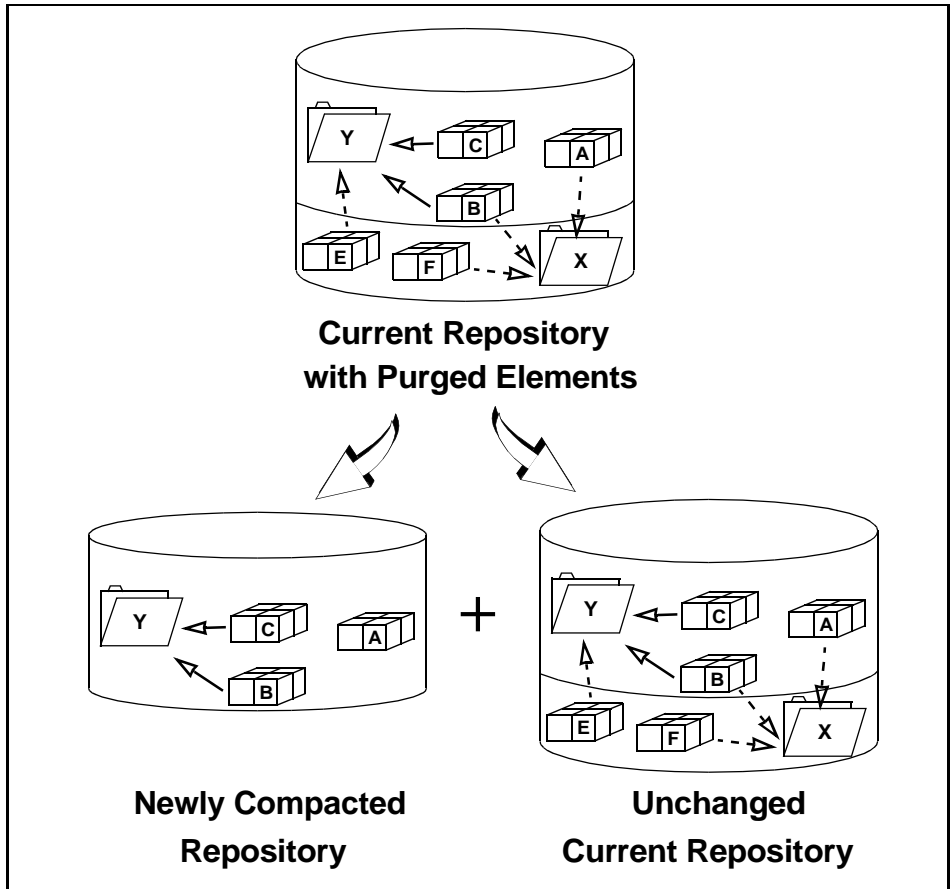 Y
C
A
B
E
F
X
Current Repository
with Purged Elements
Y
C
A
B
+
Y
C
A
B
E
F
X
Newly Compacted
Repository
Unchanged
Current Repository